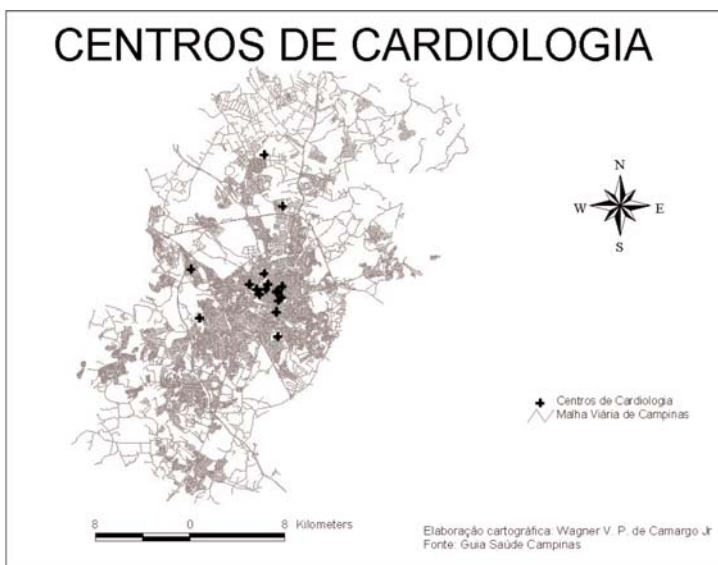 CENTROS DE CARDIOLOGIA
N
W E
S
Centros de Cardiologia
Malha Viária de Campinas
8 0 8 Kilometers
Elaboração cartográfica: Wagner V. P. de Camargo Jr
Fonte: Guia Saúde Campinas